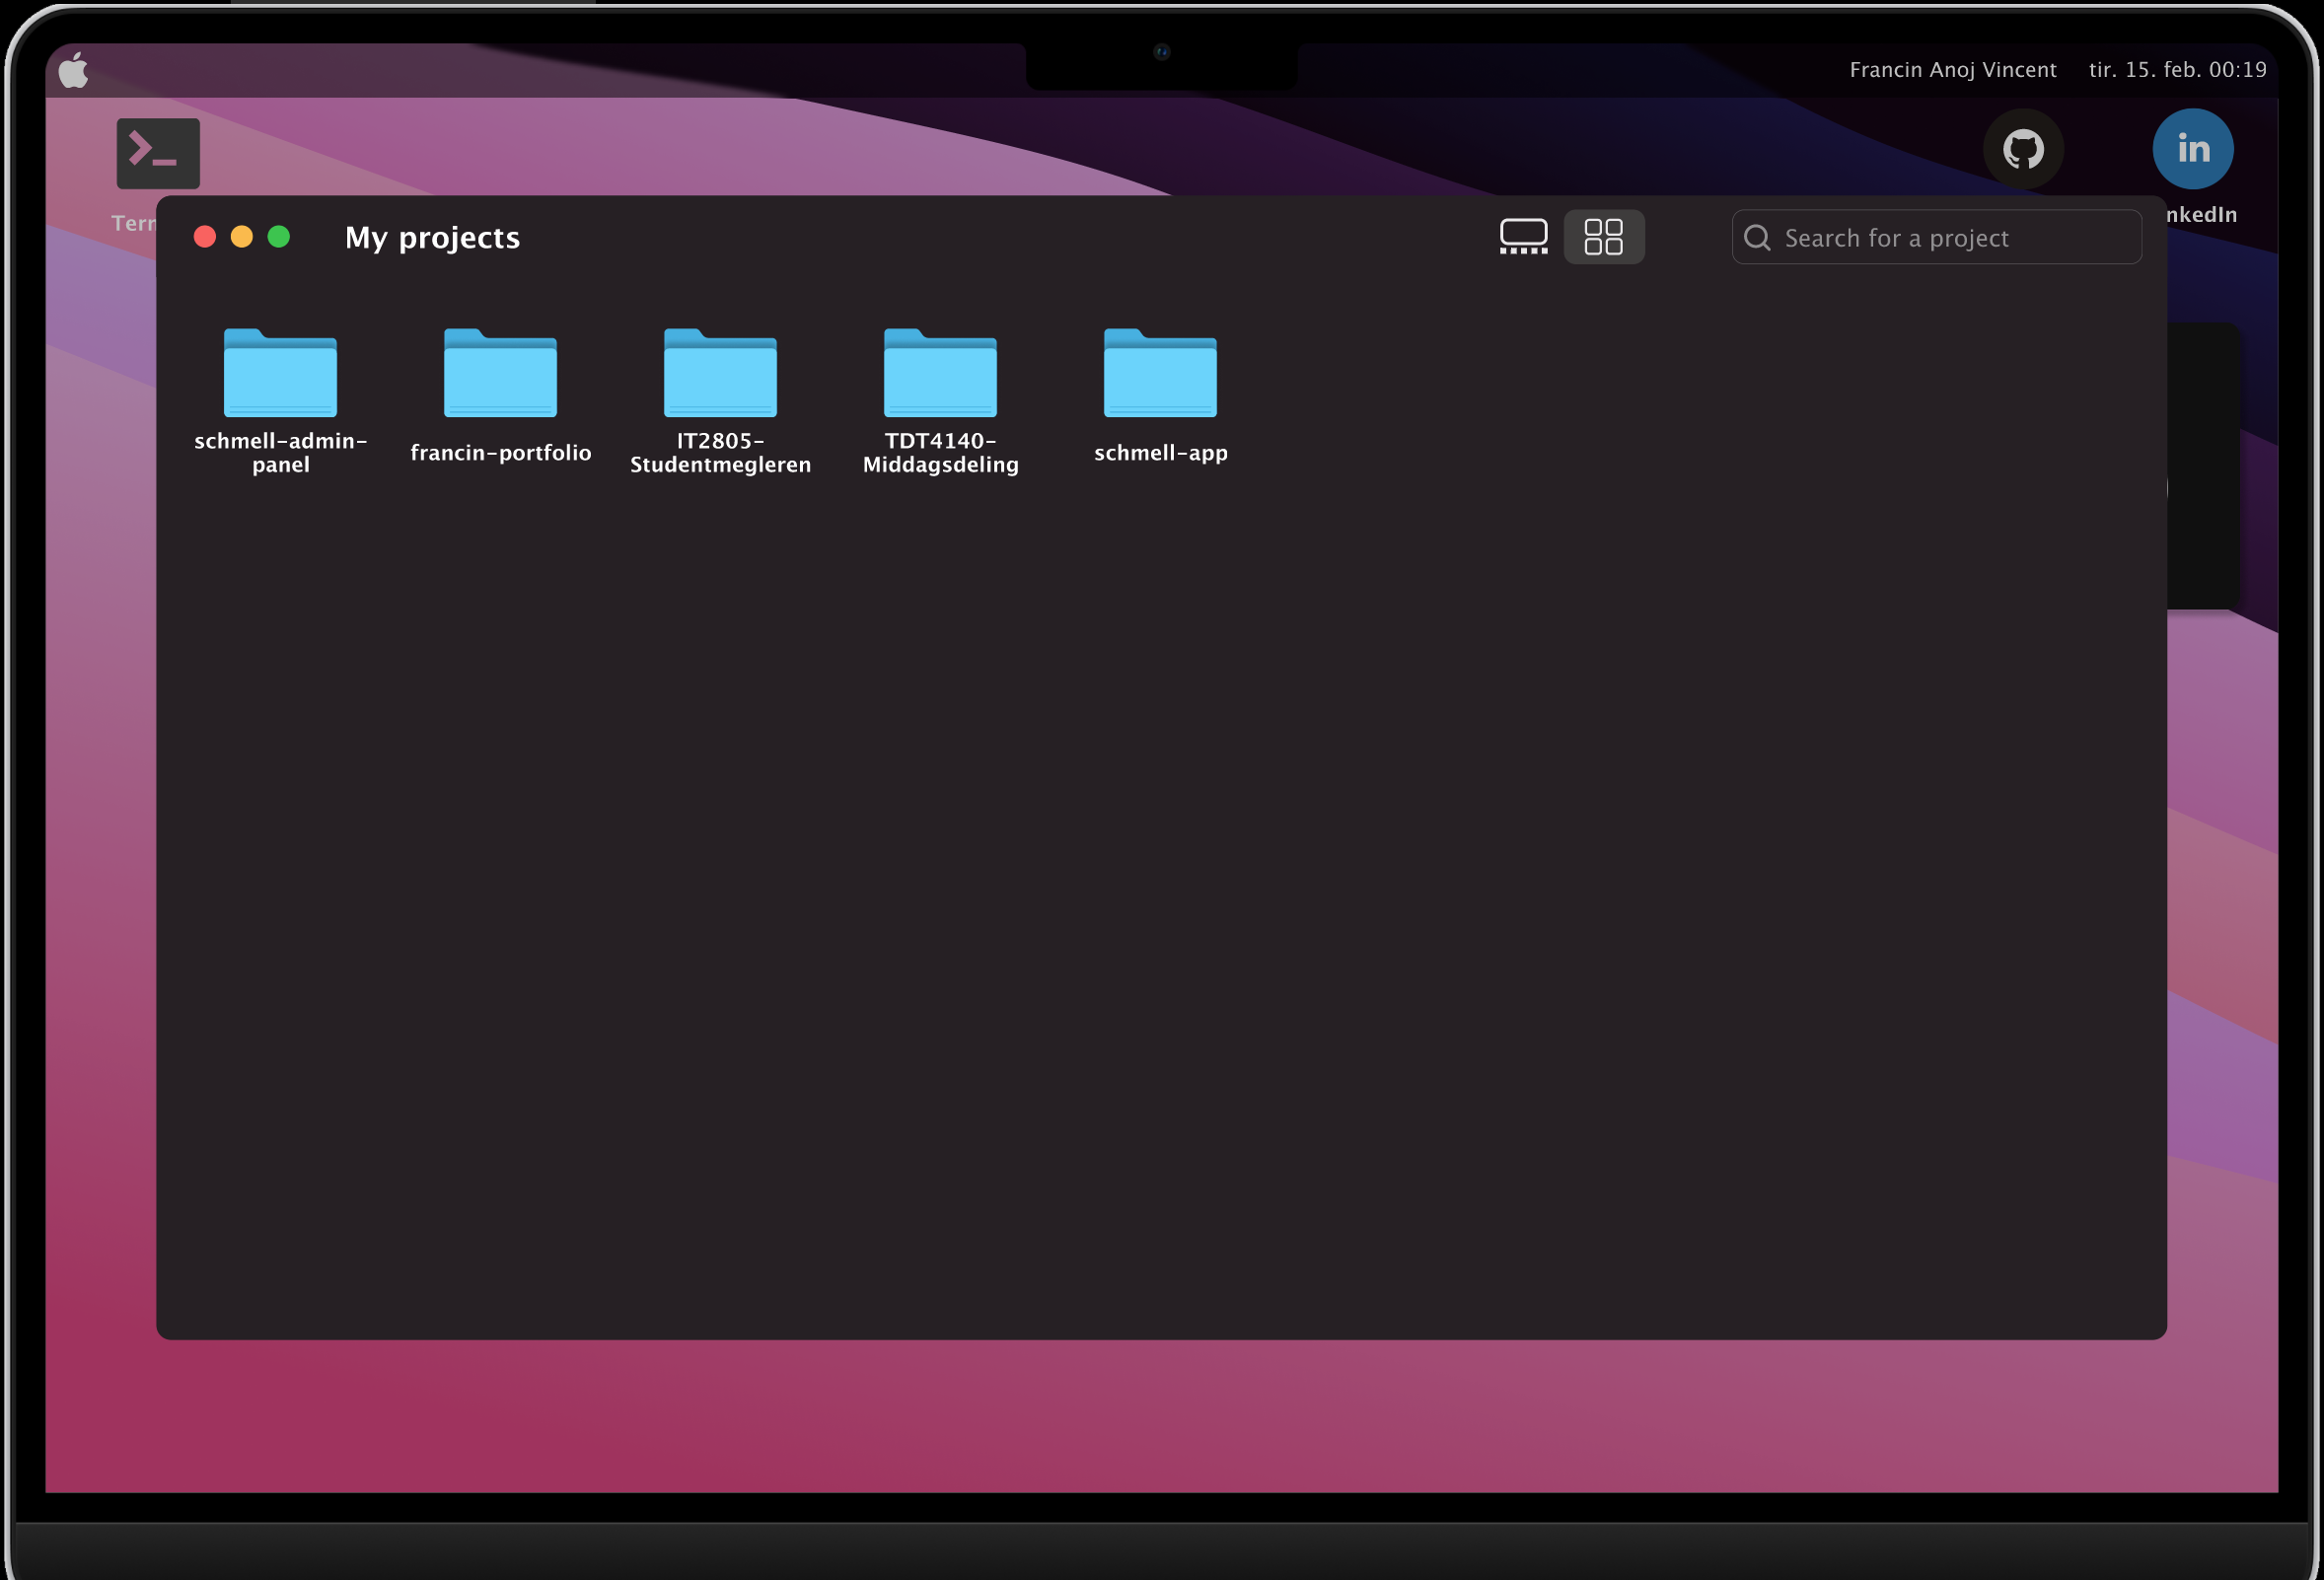 Francin Anoj Vincent tir. 15. feb. 00:19
in
Term
nkedIn
My projects
Search for a project
schmell-admin-
panel
francin-portfolio
IT2805-
Studentmegleren
TDT4140-
Middagsdeling
schmell-app